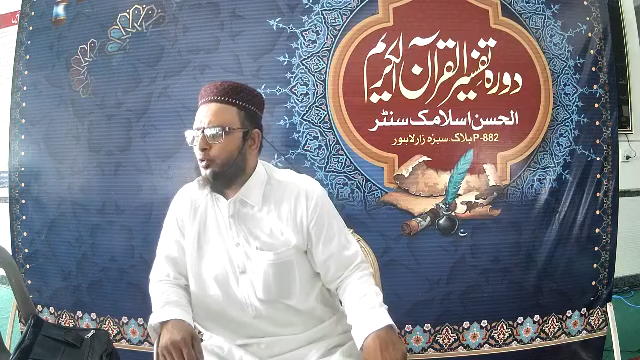 دورہ تفسیر القرآن الکریم
الحسن اسلامک سنٹر
P-882 بلاک، سبزہ زار لاہور